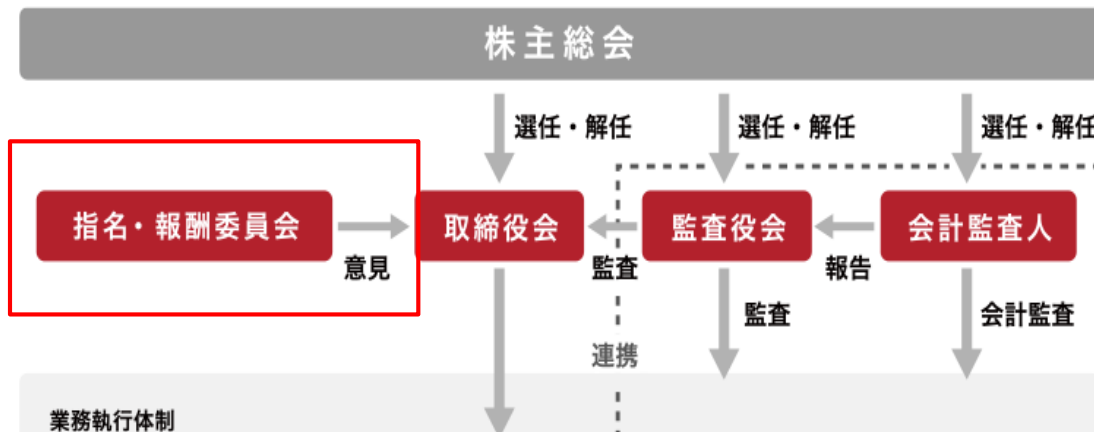 株主総会
選任・解任
選任・解任
選任・解任
指名・報酬委員会
取締役会
監査役会
会計監査人
意見
監査
報告
監査
会計監査
連携
業務執行体制